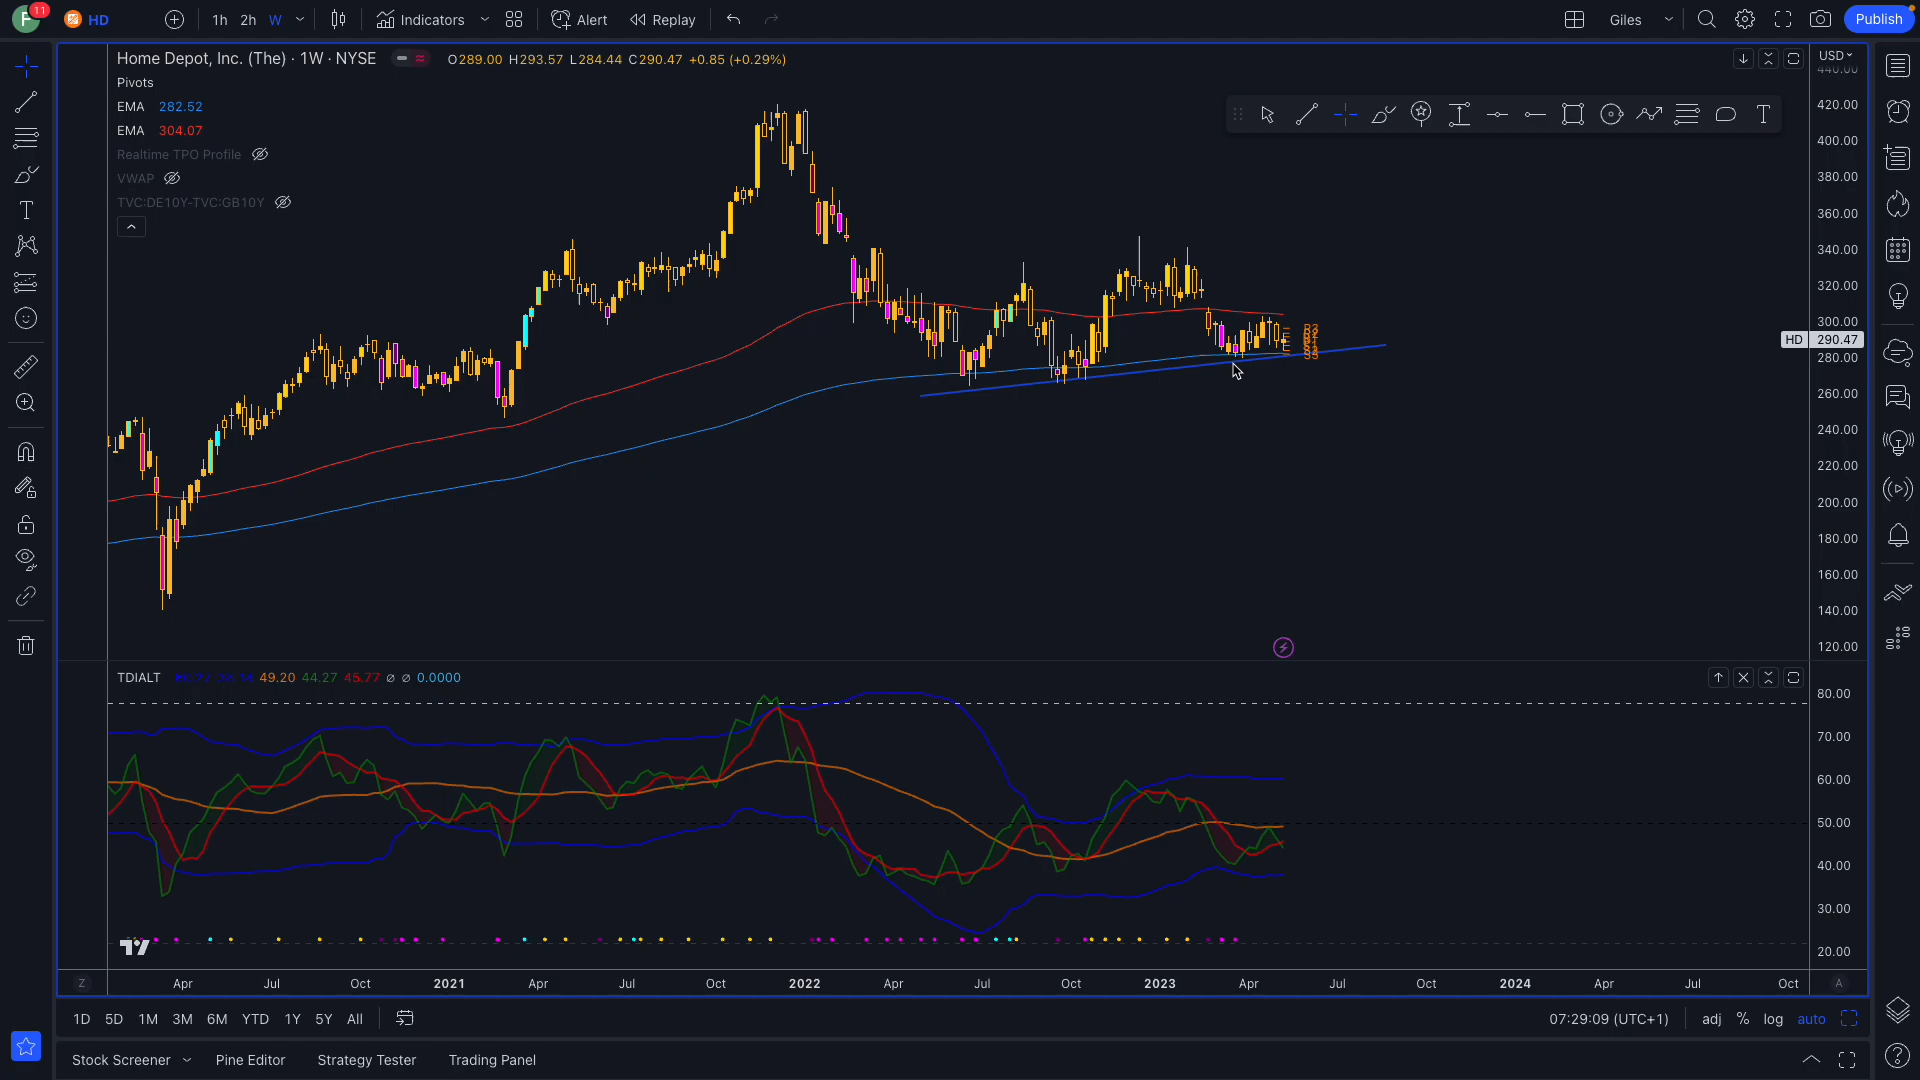 F 11 HD 1h 2h W Indicators Alert Replay Giles Publish
Home Depot, Inc. (The) · 1W · NYSE O289.00 H293.57 L284.44 C290.47 +0.85 (+0.29%) USD
Pivots
EMA 282.52
EMA 304.07
Realtime TPO Profile
VWAP
TVC:DE10Y-TVC:GB10Y
440.00
420.00
400.00
380.00
360.00
340.00
320.00
300.00
HD 290.47
280.00
260.00
240.00
220.00
200.00
180.00
160.00
140.00
120.00
TDIALT 49.20 44.27 45.77 ∅ ∅ 0.0000
80.00
70.00
60.00
50.00
40.00
30.00
20.00
Z Apr Jul Oct 2021 Apr Jul Oct 2022 Apr Jul Oct 2023 Apr Jul Oct 2024 Apr Jul Oct A
1D 5D 1M 3M 6M YTD 1Y 5Y All 07:29:09 (UTC+1) adj % log auto
Stock Screener Pine Editor Strategy Tester Trading Panel